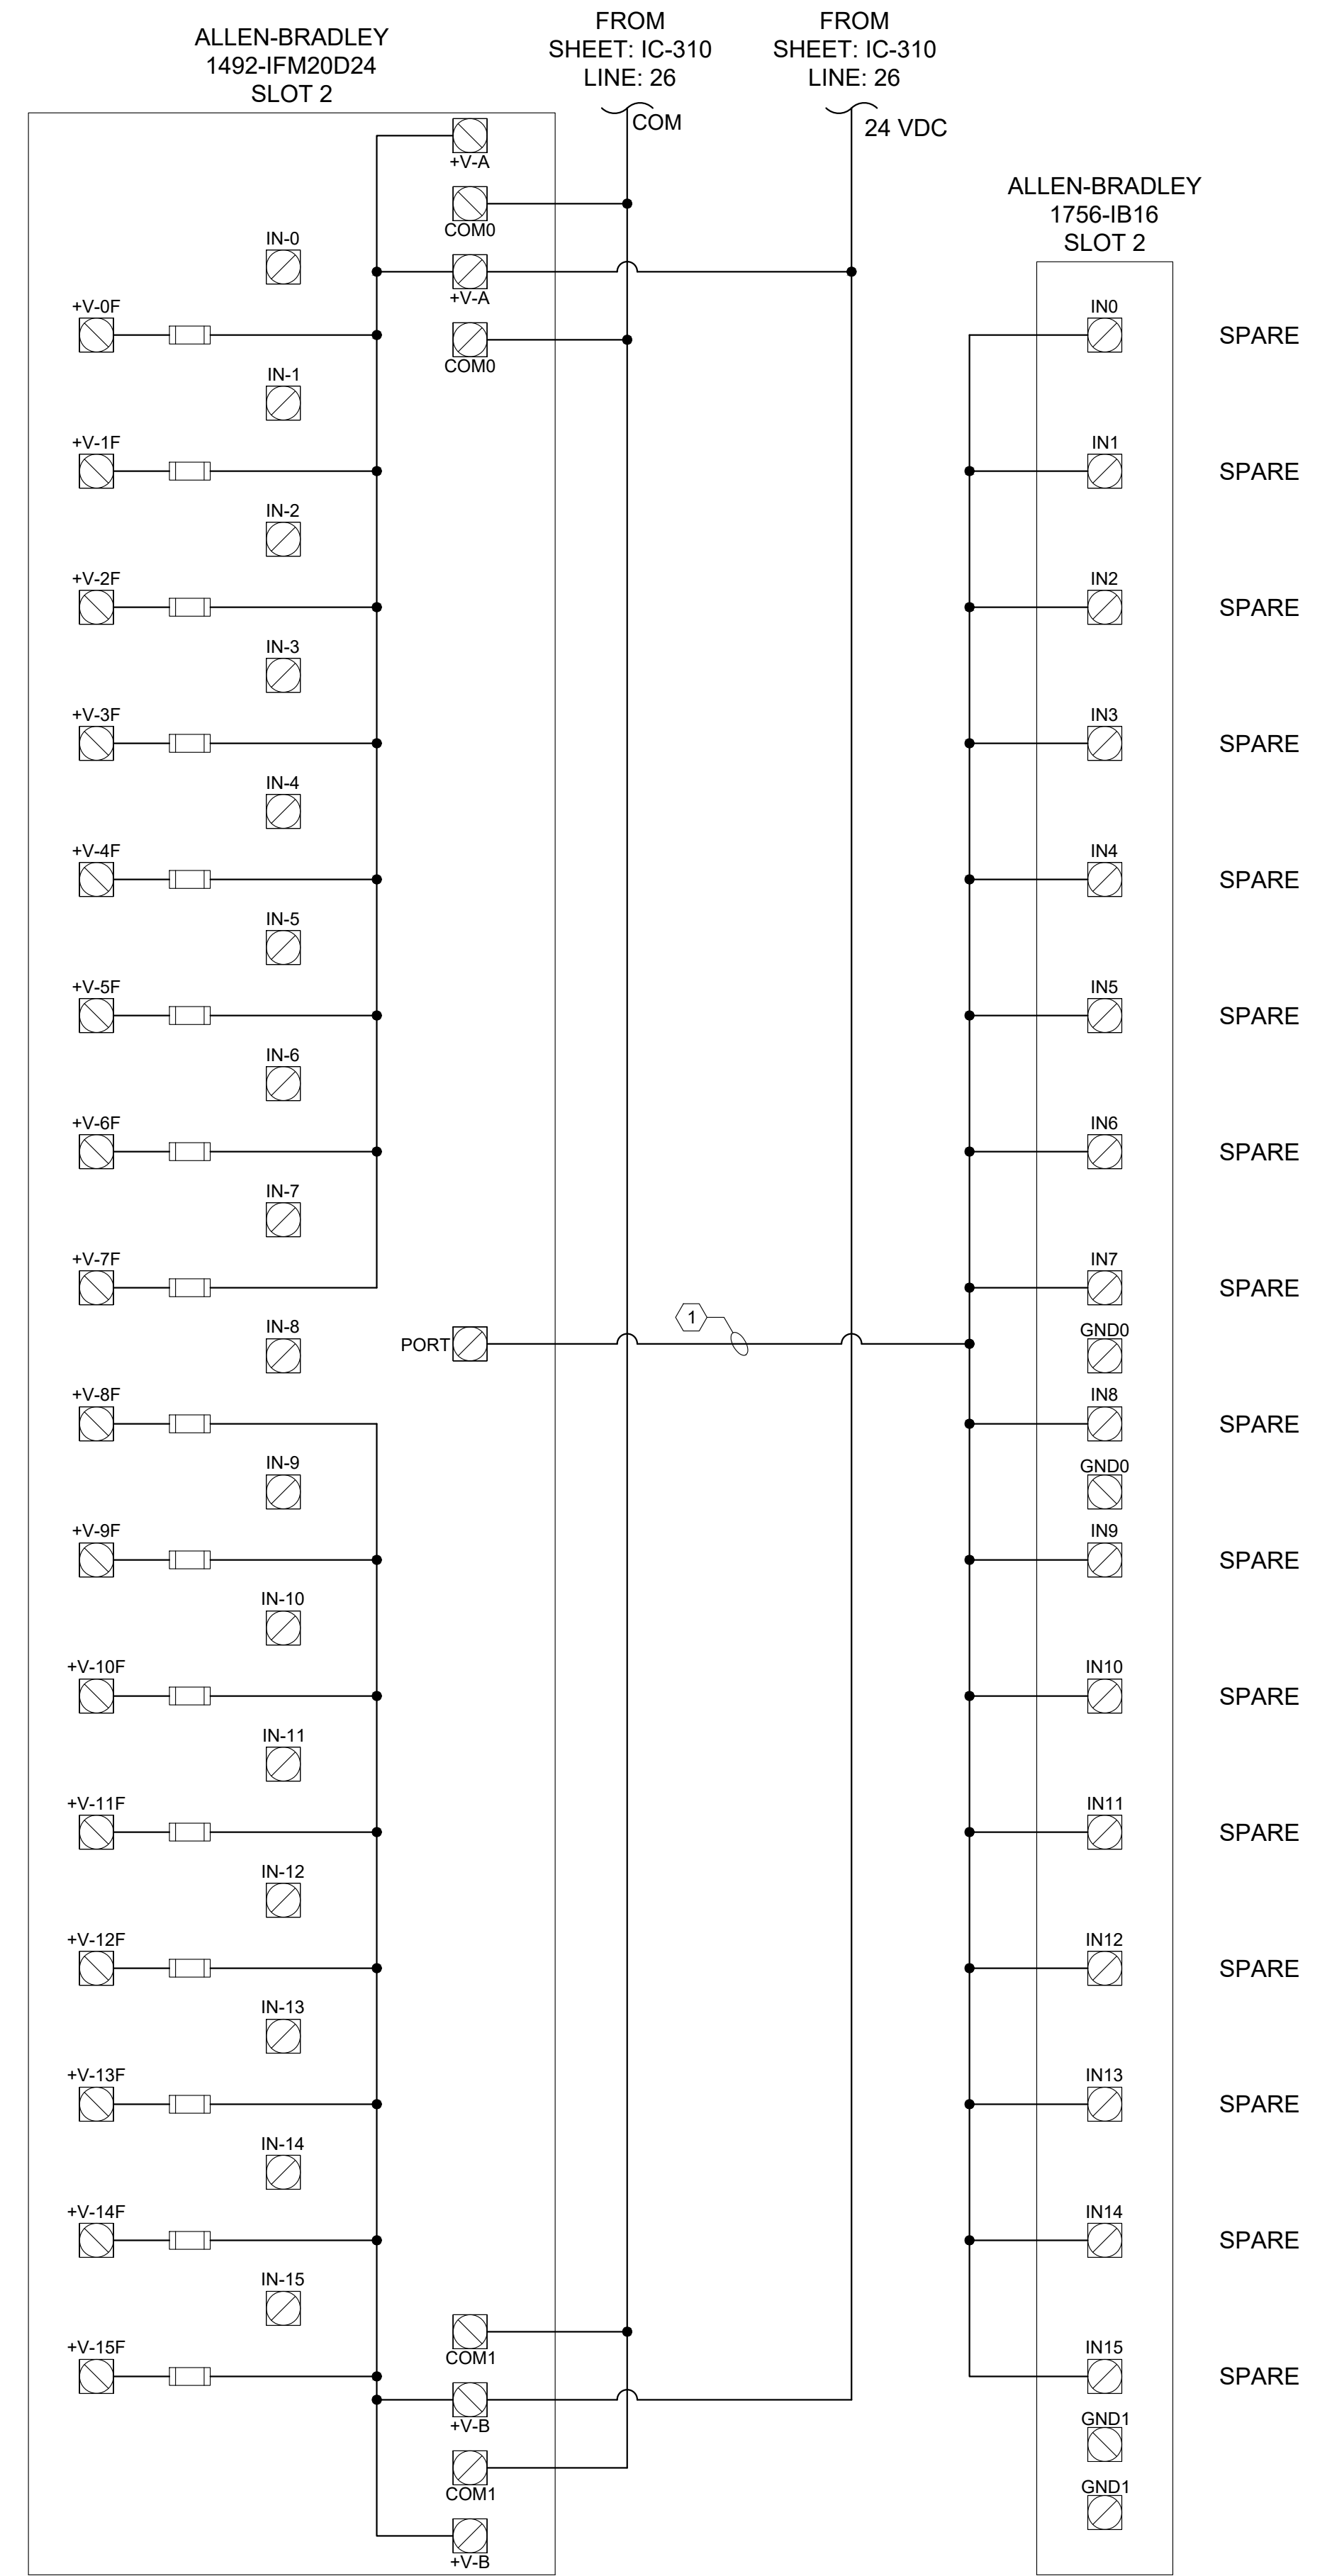 ALLEN-BRADLEY
1492-IFM20D24
SLOT 2
FROM
SHEET: IC-310
LINE: 26
FROM
SHEET: IC-310
LINE: 26
COM
24 VDC
ALLEN-BRADLEY
1756-IB16
SLOT 2
+V-A
COM0
IN-0
+V-A
+V-0F
IN0
SPARE
COM0
IN-1
+V-1F
IN1
SPARE
IN-2
+V-2F
IN2
SPARE
IN-3
+V-3F
IN3
SPARE
IN-4
+V-4F
IN4
SPARE
IN-5
+V-5F
IN5
SPARE
IN-6
+V-6F
IN6
SPARE
IN-7
+V-7F
IN7
SPARE
1
IN-8
PORT
GND0
+V-8F
IN8
SPARE
IN-9
GND0
+V-9F
IN9
SPARE
IN-10
+V-10F
IN10
SPARE
IN-11
+V-11F
IN11
SPARE
IN-12
+V-12F
IN12
SPARE
IN-13
+V-13F
IN13
SPARE
IN-14
+V-14F
IN14
SPARE
IN-15
+V-15F
COM1
IN15
SPARE
+V-B
GND1
COM1
GND1
+V-B